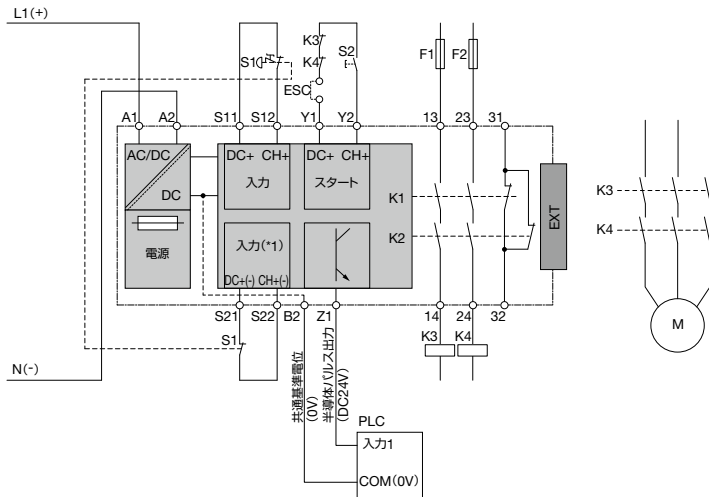 L1(+)
K3
K4
S1
S2
F1
F2
ESC
A1
A2
S11
S12
Y1
Y2
13
23
31
AC/DC
DC
DC+ CH+
入力
DC+ CH+
スタート
K1
K2
EXT
電源
入力(*1)
DC+(-) CH+(-)
K3
K4
M
S21
S22
B2
Z1
14
24
32
S1
K3
K4
N(-)
共通基準電位
(0V)
半導体パルス出力
(DC24V)
PLC
入力1
COM(0V)